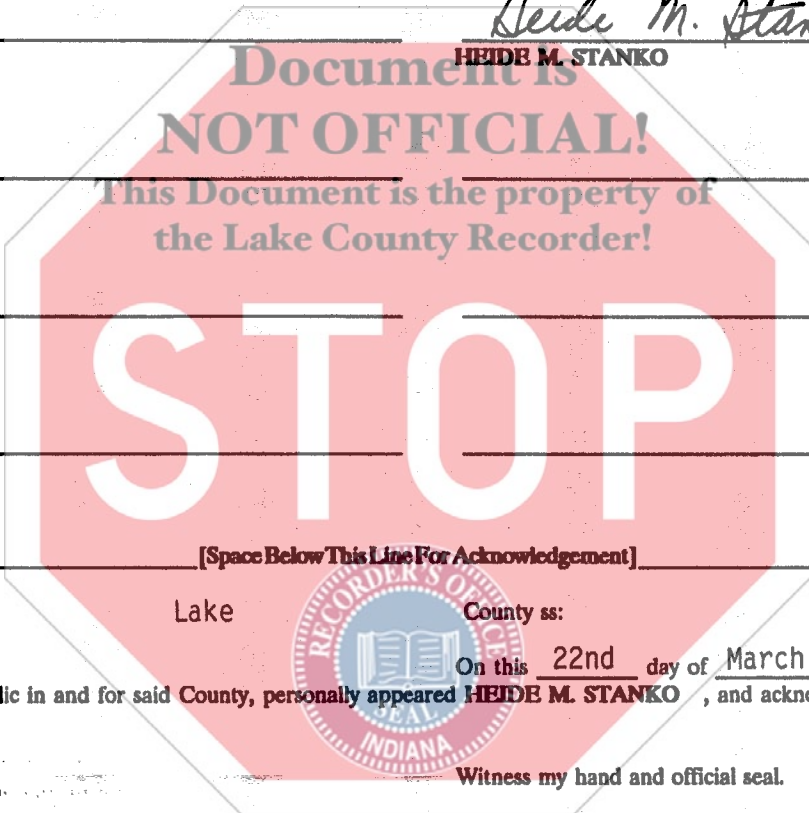 Heide M. Stan
HEIDE M. STANKO
Document is
NOT OFFICIAL!
This Document is the property of
the Lake County Recorder!
STOP
[Space Below This Line For Acknowledgement]
Lake County ss:
On this 22nd day of March
lic in and for said County, personally appeared HEIDE M. STANKO , and ackno
RECORDER'S OFFICE
SEAL
INDIANA
Witness my hand and official seal.